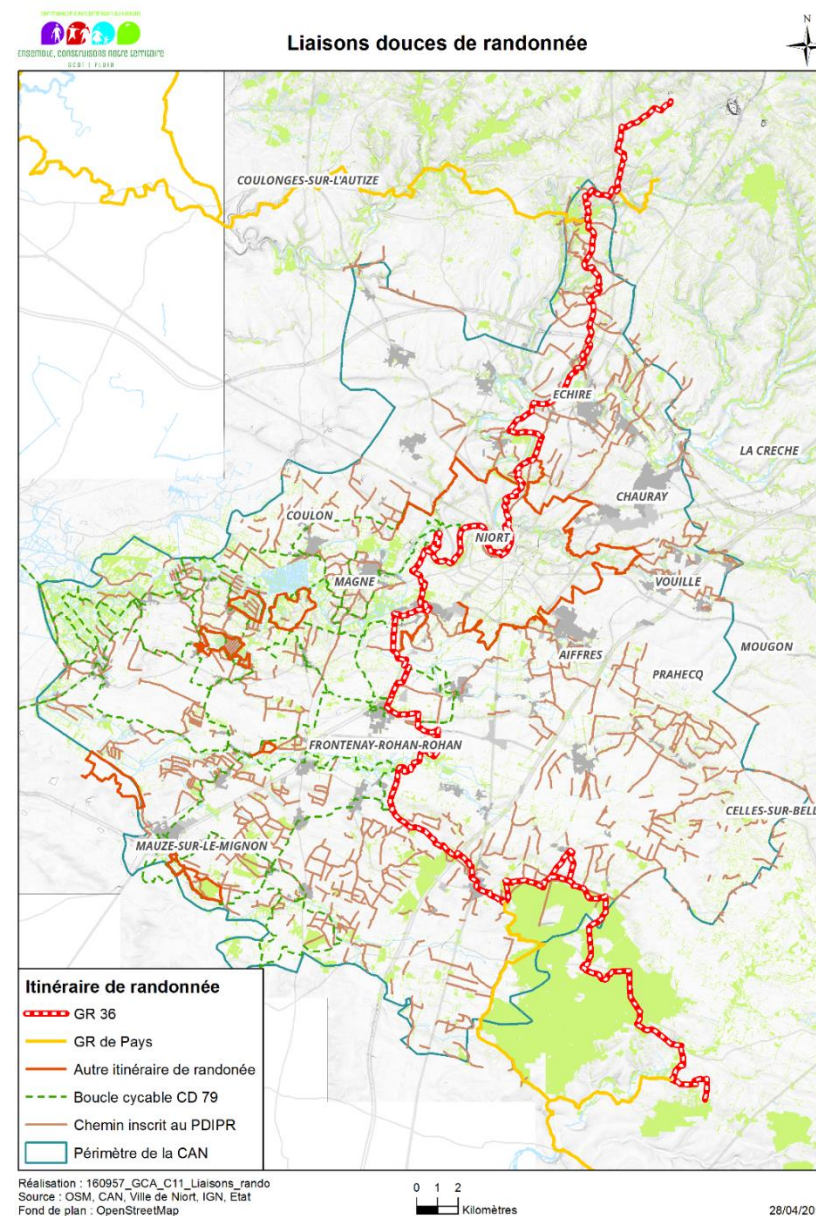 ENSEMBLE, CONSTRUISONS NOTRE TERRITOIRE
SCOT | PLUID
Liaisons douces de randonnée
N
COULONGES-SUR-L'AUTIZE
ECHIRE
LA CRECHE
CHAURAY
COULON
NIORT
MAGNE
VOUILLE
MOUGON
AIFFRES
PRAHECQ
FRONTENAY-ROHAN-ROHAN
CELLES-SUR-BELL
MAUZE-SUR-LE-MIGNON
Itinéraire de randonnée
GR 36
GR de Pays
Autre itinéraire de randonée
Boucle cycable CD 79
Chemin inscrit au PDIPR
Périmètre de la CAN
Réalisation : 160957_GCA_C11_Liaisons_rando
Source : OSM, CAN, Ville de Niort, IGN, Etat
Fond de plan : OpenStreetMap
0 1 2
Kilomètres
28/04/20